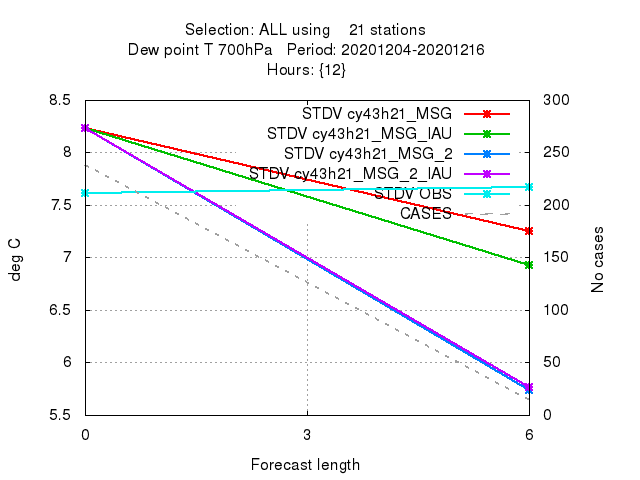 Selection: ALL using    21 stations
Dew point T 700hPa   Period: 20201204-20201216
Hours: {12}
8.5
8
7.5
7
6.5
6
5.5
300
250
200
150
100
50
0
STDV cy43h21_MSG
STDV cy43h21_MSG_IAU
STDV cy43h21_MSG_2
STDV cy43h21_MSG_2_IAU
STDV OBS
CASES
deg C
No cases
0
3
6
Forecast length